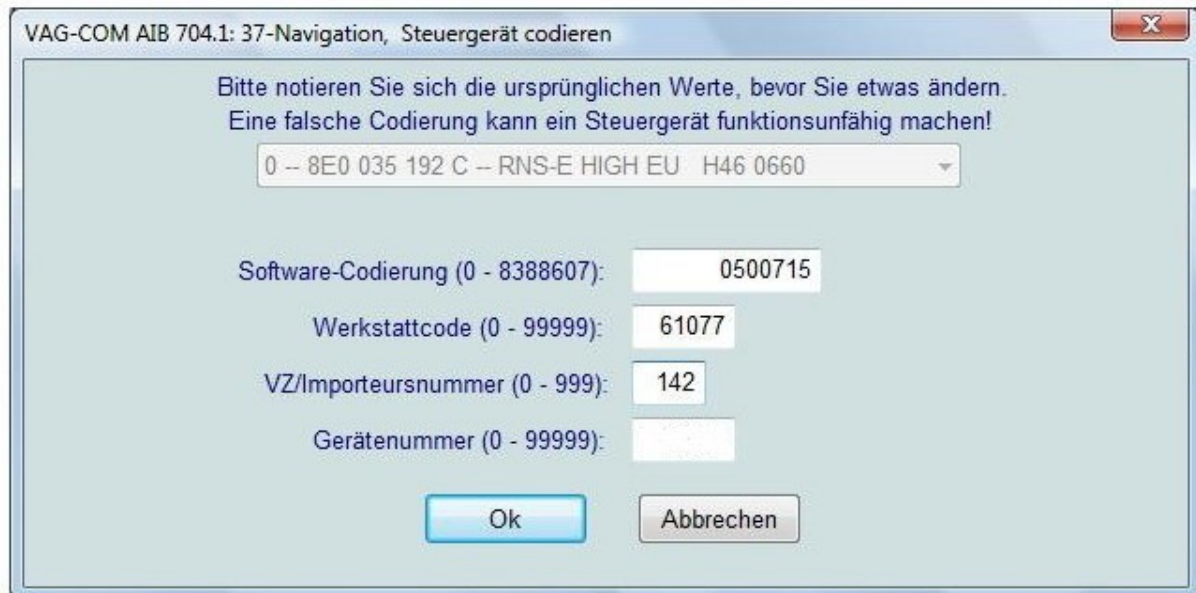 VAG-COM AIB 704.1: 37-Navigation, Steuergerät codieren
Bitte notieren Sie sich die ursprünglichen Werte, bevor Sie etwas ändern.
Eine falsche Codierung kann ein Steuergerät funktionsunfähig machen!
0 -- 8E0 035 192 C -- RNS-E HIGH EU H46 0660
Software-Codierung (0 - 8388607): 0500715
Werkstattcode (0 - 99999): 61077
VZ/Importeursnummer (0 - 999): 142
Gerätenummer (0 - 99999):
Ok Abbrechen